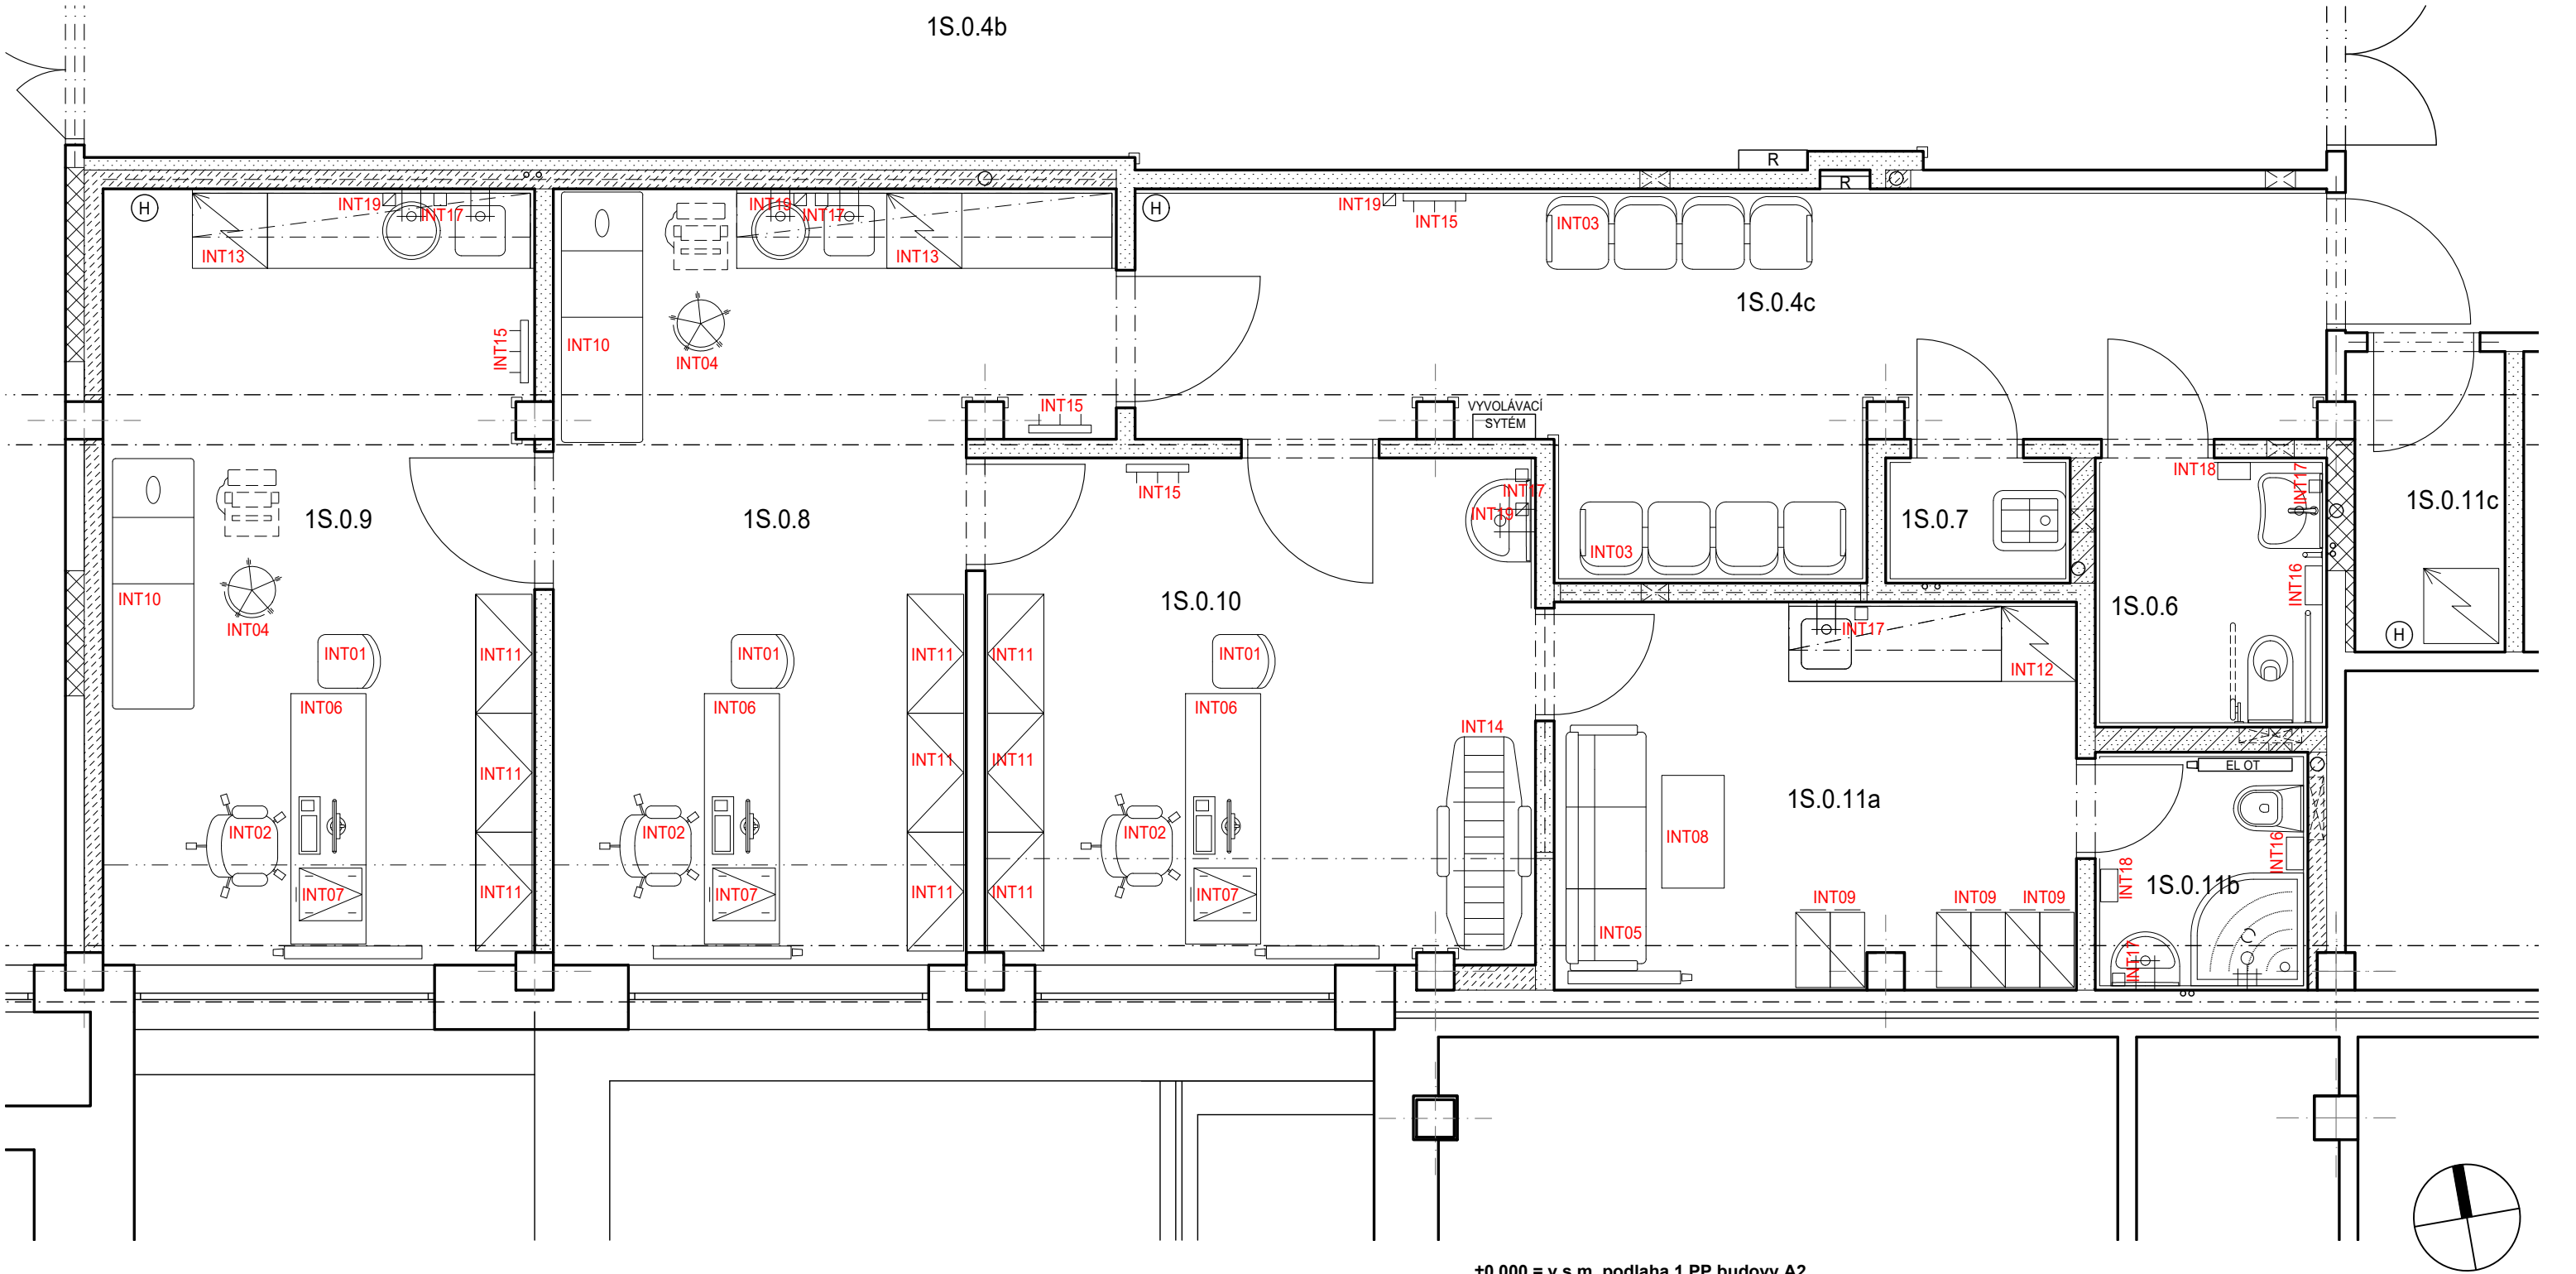 1S.0.4b
R
R
H
INT19
INT17
INT13
INT19
INT17
INT13
H
INT19
INT15
INT03
1S.0.4c
INT15
INT10
INT04
INT15
VYVOLÁVACÍ
SYTÉM
INT15
INT17
INT19
INT03
1S.0.7
INT18
INT17
1S.0.11c
1S.0.9
1S.0.8
1S.0.10
INT10
INT04
INT16
1S.0.6
H
INT17
INT12
INT01
INT11
INT01
INT11
INT11
INT01
INT06
INT06
INT06
INT14
INT11
INT11
INT11
EL OT
1S.0.11a
INT02
INT02
INT02
INT08
INT16
INT18
1S.0.11b
INT07
INT11
INT07
INT11
INT11
INT07
INT09
INT09
INT09
INT05
INT17
±0,000 = v.s.m. podlaha 1.PP budovy A2